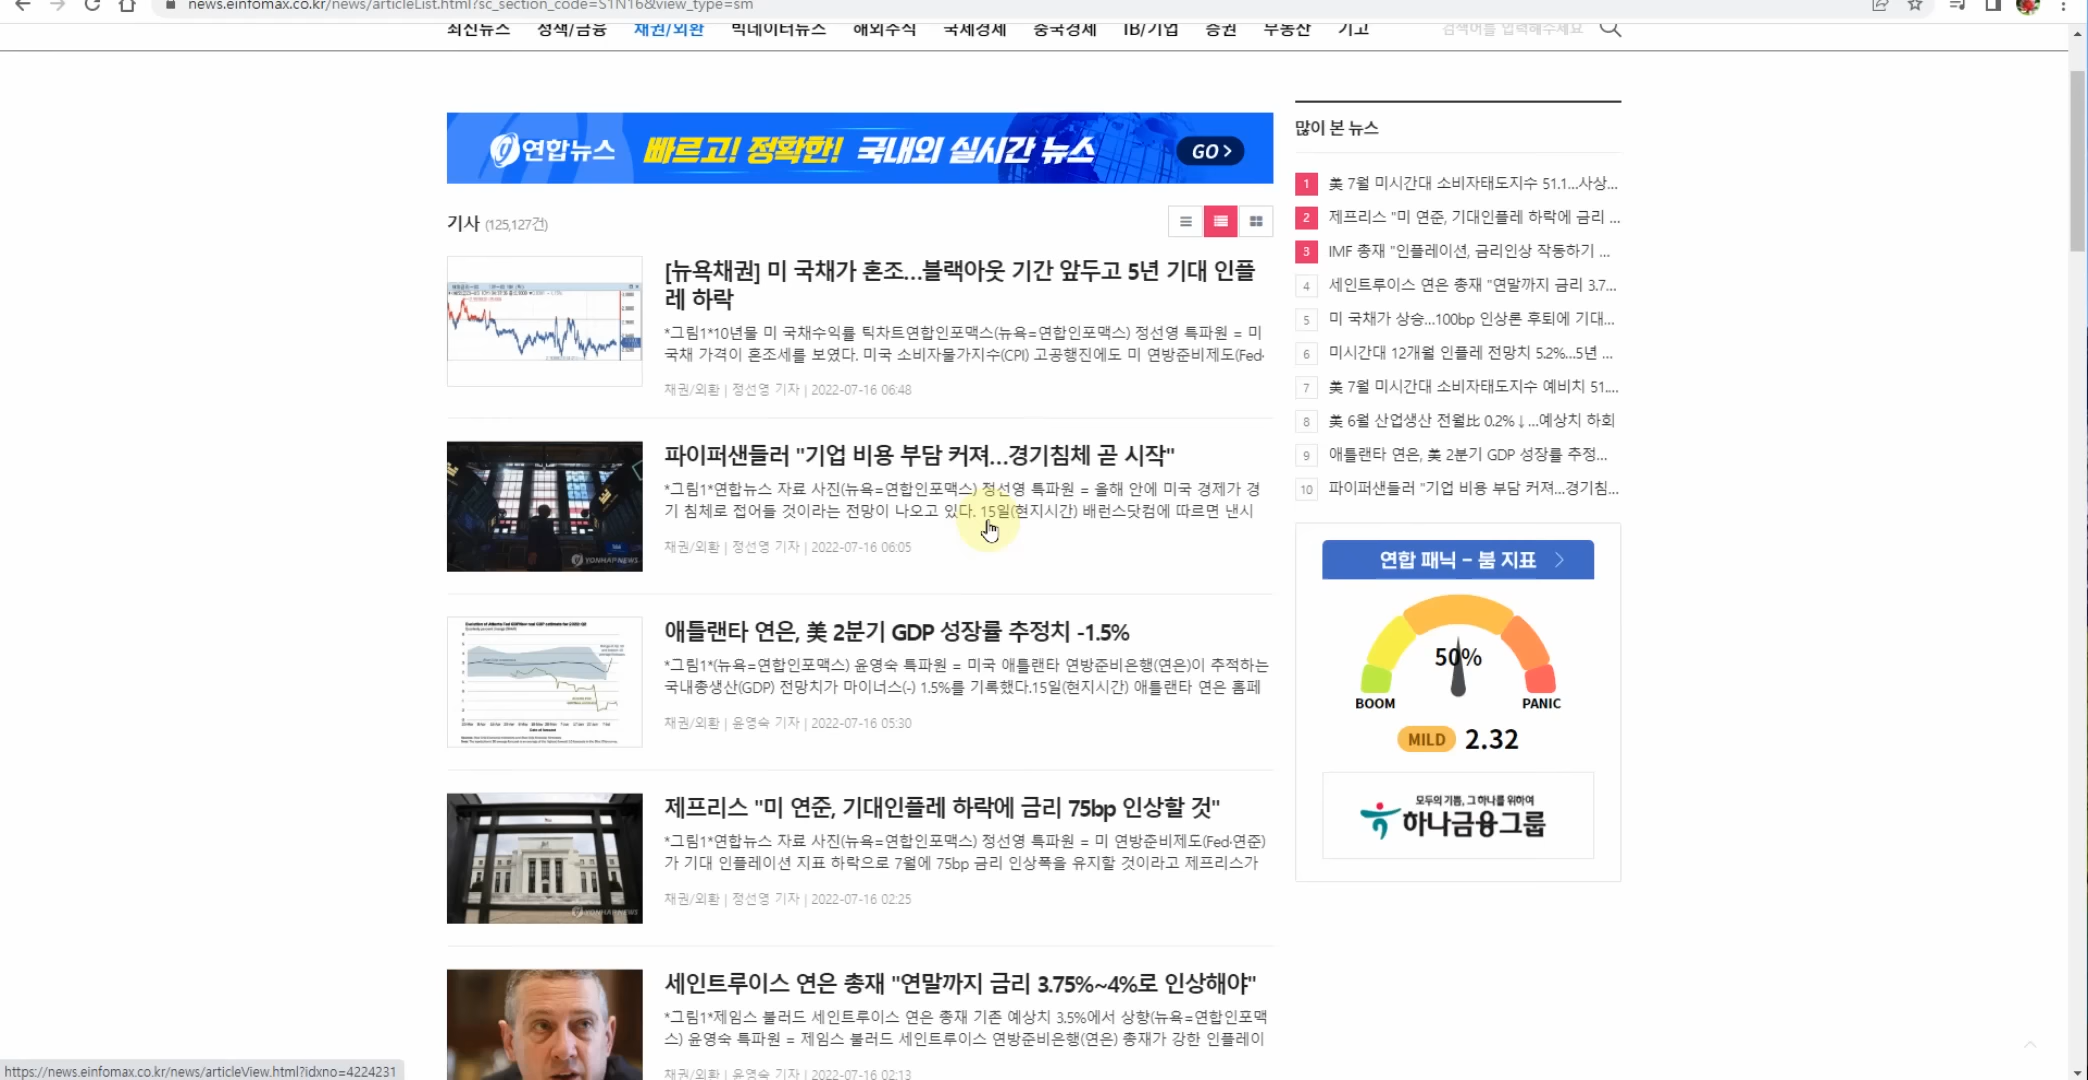 news.einfomax.co.kr/news/articleList.html?sc_section_code=S1N16&view_type=sm
최신뉴스 정책/금융 채권/외환 빅데이터뉴스 해외주식 국제경제 중국경제 IB/기업 증권 부동산 기고 검색어를 입력해주세요
연합뉴스 빠르고! 정확한! 국내외 실시간 뉴스 GO >
기사 (125,127건)
[뉴욕채권] 미 국채가 혼조...블랙아웃 기간 앞두고 5년 기대 인플
레 하락
*그림1*10년물 미 국채수익률 틱차트연합인포맥스(뉴욕=연합인포맥스) 정선영 특파원 = 미
국채 가격이 혼조세를 보였다. 미국 소비자물가지수(CPI) 고공행진에도 미 연방준비제도(Fed·
채권/외환 | 정선영 기자 | 2022-07-16 06:48
파이퍼샌들러 "기업 비용 부담 커져...경기침체 곧 시작"
*그림1*연합뉴스 자료 사진(뉴욕=연합인포맥스) 정선영 특파원 = 올해 안에 미국 경제가 경
기 침체로 접어들 것이라는 전망이 나오고 있다. 15일(현지시간) 배런스닷컴에 따르면 낸시
채권/외환 | 정선영 기자 | 2022-07-16 06:05
YONHAP NEWS
애틀랜타 연은, 美 2분기 GDP 성장률 추정치 -1.5%
*그림1*(뉴욕=연합인포맥스) 윤영숙 특파원 = 미국 애틀랜타 연방준비은행(연은)이 추적하는
국내총생산(GDP) 전망치가 마이너스(-) 1.5%를 기록했다.15일(현지시간) 애틀랜타 연은 홈페
채권/외환 | 윤영숙 기자 | 2022-07-16 05:30
제프리스 "미 연준, 기대인플레 하락에 금리 75bp 인상할 것"
*그림1*연합뉴스 자료 사진(뉴욕=연합인포맥스) 정선영 특파원 = 미 연방준비제도(Fed·연준)
가 기대 인플레이션 지표 하락으로 7월에 75bp 금리 인상폭을 유지할 것이라고 제프리스가
채권/외환 | 정선영 기자 | 2022-07-16 02:25
YONHAP NEWS
세인트루이스 연은 총재 "연말까지 금리 3.75%~4%로 인상해야"
*그림1*제임스 불러드 세인트루이스 연은 총재 기존 예상치 3.5%에서 상향(뉴욕=연합인포맥
스) 윤영숙 특파원 = 제임스 불러드 세인트루이스 연방준비은행(연은) 총재가 강한 인플레이
채권/외환 | 윤영숙 기자 | 2022-07-16 02:13
많이 본 뉴스
1 美 7월 미시간대 소비자태도지수 51.1...사상...
2 제프리스 "미 연준, 기대인플레 하락에 금리 ...
3 IMF 총재 "인플레이션, 금리인상 작동하기 ...
4 세인트루이스 연은 총재 "연말까지 금리 3.7...
5 미 국채가 상승...100bp 인상론 후퇴에 기대...
6 미시간대 12개월 인플레 전망치 5.2%...5년 ...
7 美 7월 미시간대 소비자태도지수 예비치 51....
8 美 6월 산업생산 전월比 0.2%↓...예상치 하회
9 애틀랜타 연은, 美 2분기 GDP 성장률 추정...
10 파이퍼샌들러 "기업 비용 부담 커져...경기침...
연합 패닉 - 붐 지표 >
50%
BOOM PANIC
MILD 2.32
모두의 기쁨, 그 하나를 위하여
하나금융그룹
https://news.einfomax.co.kr/news/articleView.html?idxno=4224231